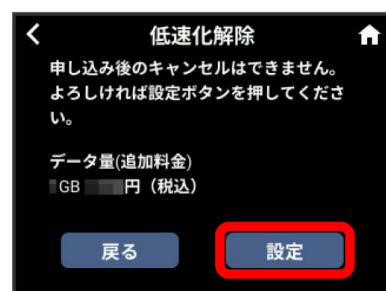 低速化解除
申し込み後のキャンセルはできません。
よろしければ設定ボタンを押してくださ
い。
データ量(追加料金)
GB 円（税込）
戻る 設定